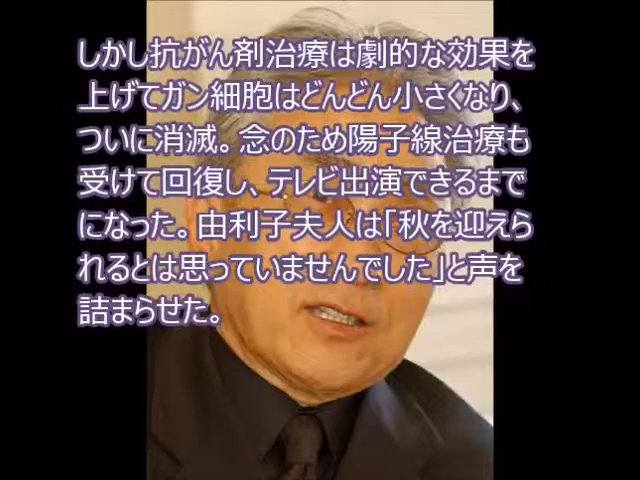 しかし抗がん剤治療は劇的な効果を
上げてガン細胞はどんどん小さくなり、
ついに消滅。念のため陽子線治療も
受けて回復し、テレビ出演できるまで
になった。由利子夫人は「秋を迎えら
れるとは思っていませんでした」と声を
詰まらせた。